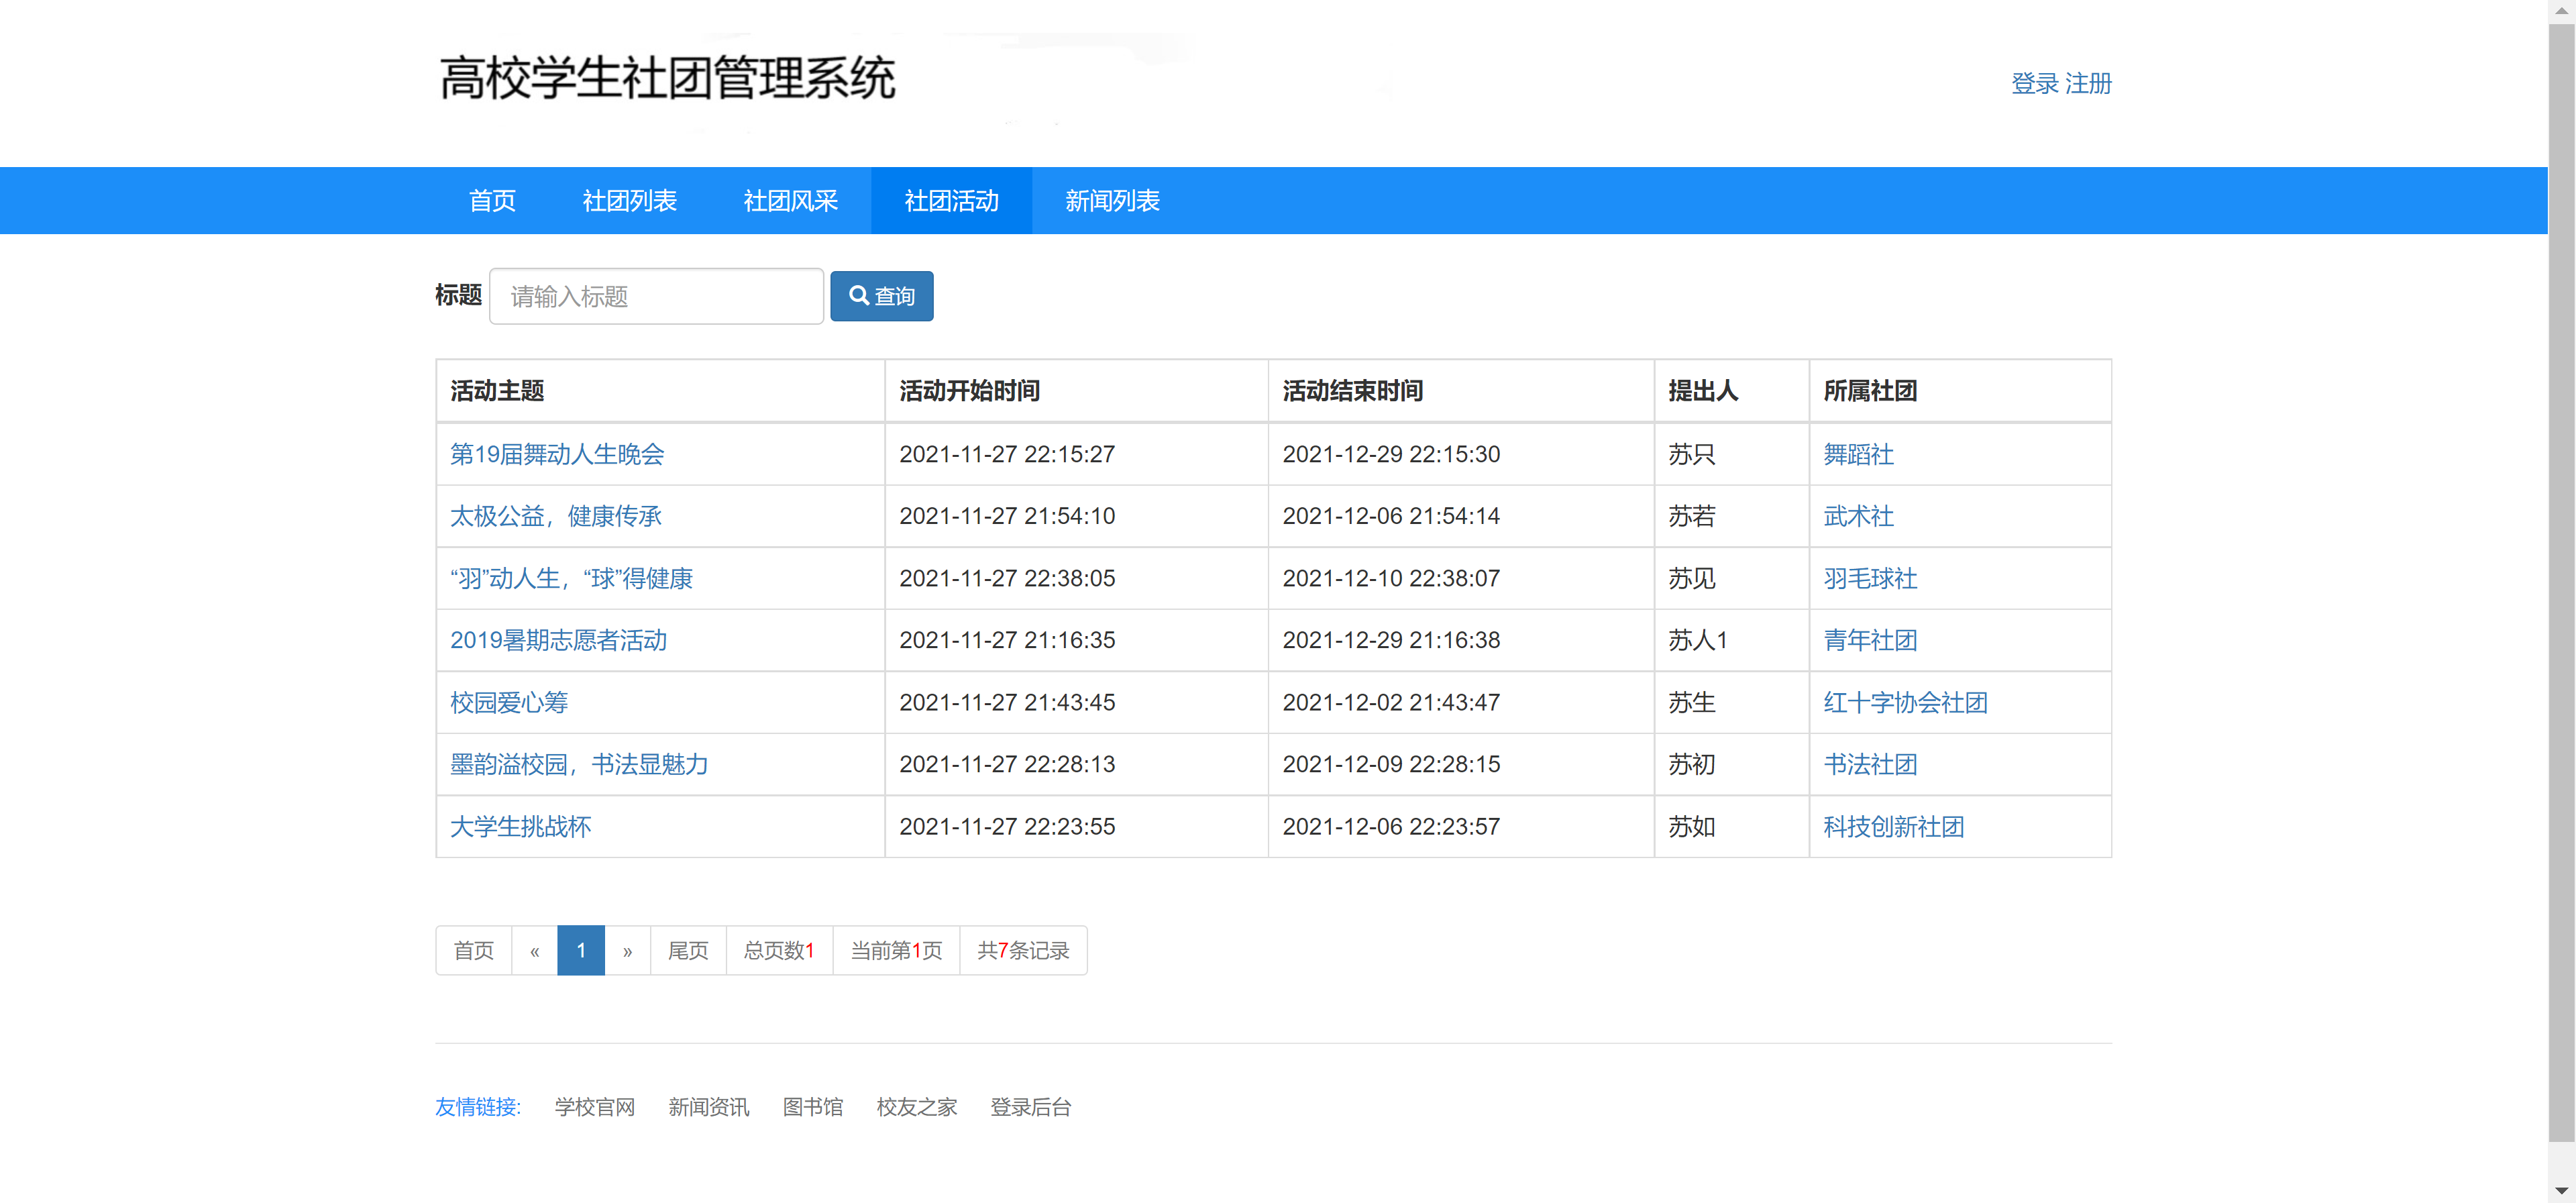 高校学生社团管理系统
登录 注册
首页 社团列表 社团风采 社团活动 新闻列表
标题 请输入标题 查询
活动主题 活动开始时间 活动结束时间 提出人 所属社团
第19届舞动人生晚会 2021-11-27 22:15:27 2021-12-29 22:15:30 苏只 舞蹈社
太极公益，健康传承 2021-11-27 21:54:10 2021-12-06 21:54:14 苏若 武术社
“羽”动人生，“球”得健康 2021-11-27 22:38:05 2021-12-10 22:38:07 苏见 羽毛球社
2019暑期志愿者活动 2021-11-27 21:16:35 2021-12-29 21:16:38 苏人1 青年社团
校园爱心筹 2021-11-27 21:43:45 2021-12-02 21:43:47 苏生 红十字协会社团
墨韵溢校园，书法显魅力 2021-11-27 22:28:13 2021-12-09 22:28:15 苏初 书法社团
大学生挑战杯 2021-11-27 22:23:55 2021-12-06 22:23:57 苏如 科技创新社团
首页 « 1 » 尾页 总页数1 当前第1页 共7条记录
友情链接: 学校官网 新闻资讯 图书馆 校友之家 登录后台